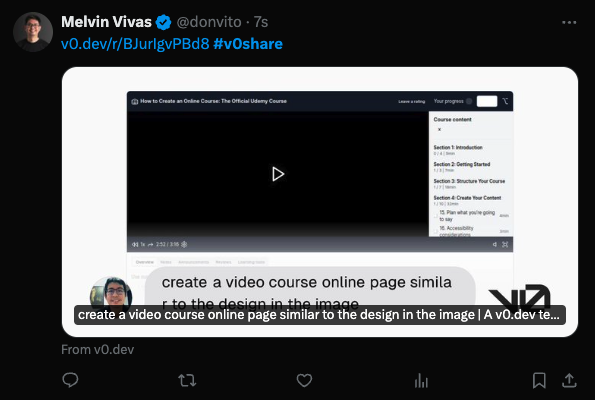 Melvin Vivas @donvito · 7s
v0.dev/r/BJurIgvPBd8 #v0share
How to Create an Online Course: The Official Udemy Course
Leave a rating
Your progress
Course content
×
Section 1: Introduction
Section 2: Getting Started
Section 3: Structure Your Course
Section 4: Create Your Content
15. Plan what you're going
to say
16. Accessibility
considerations
1x
2:52 / 3:16
Overview
create a video course online page simila
r to the design in the image
v0
create a video course online page similar to the design in the image | A v0.dev te...
From v0.dev